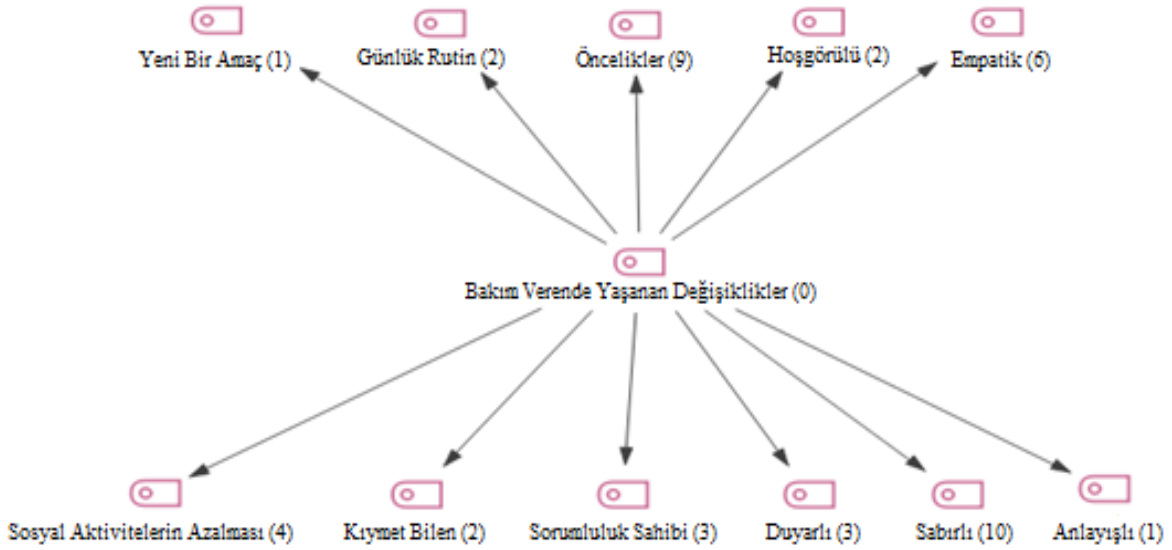 Yeni Bir Amaç (1)
Günlük Rutin (2)
Öncelikler (9)
Hoşgörülü (2)
Empatik (6)
Bakım Verende Yaşanan Değişiklikler (0)
Sosyal Aktivitelerin Azalması (4)
Kıymet Bilen (2)
Sorumluluk Sahibi (3)
Duyarlı (3)
Sabırlı (10)
Anlayışlı (1)